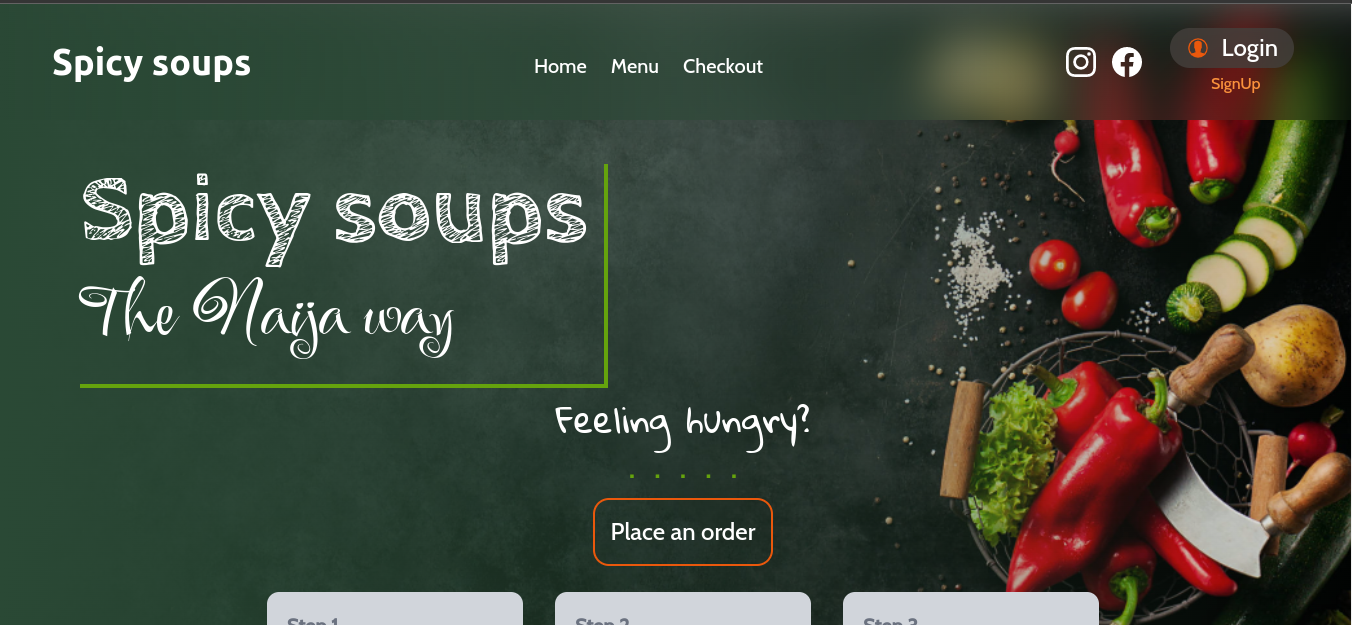 Spicy soups
Home Menu Checkout
Login
SignUp
Spicy soups
The Naija way
Feeling hungry?
Place an order
Step 1 Step 2 Step 3